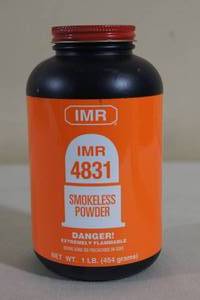 IMR
IMR
4831
SMOKELESS
POWDER
DANGER!
EXTREMELY FLAMMABLE
NET WT. 1 LB. (454 grams)